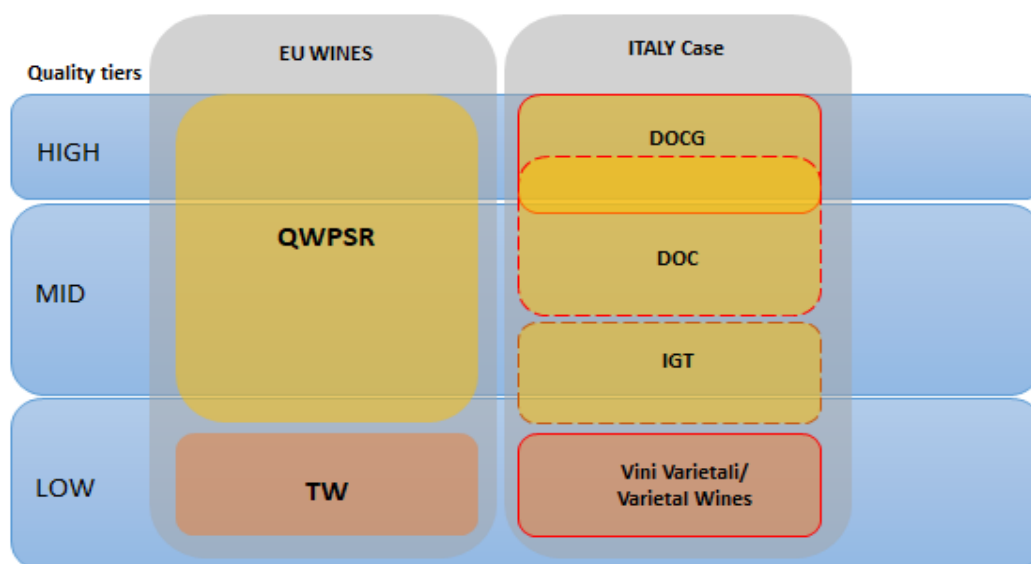 EU WINES
ITALY Case
Quality tiers
HIGH
DOCG
QWPSR
DOC
MID
IGT
LOW
TW
Vini Varietali/
Varietal Wines